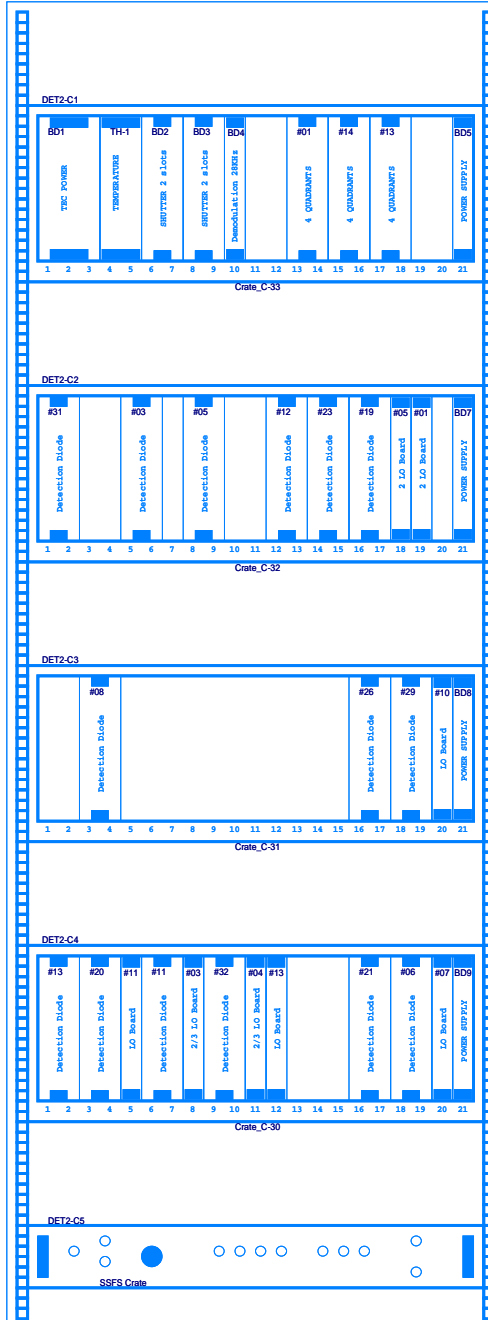 DET2-C1
BD1 TH-1 BD2 BD3 BD4 #01 #14 #13 BD5
TEC POWER
TEMPERATURE
SHUTTER 2 slots
SHUTTER 2 slots
Demodulation 28KHz
4 QUADRANTS
4 QUADRANTS
4 QUADRANTS
POWER SUPPLY
1 2 3 4 5 6 7 8 9 10 11 12 13 14 15 16 17 18 19 20 21
Crate_C-33
DET2-C2
#31 #03 #05 #12 #23 #19 #05 #01 BD7
Detection Diode
Detection Diode
Detection Diode
Detection Diode
Detection Diode
Detection Diode
2 LO Board
2 LO Board
POWER SUPPLY
1 2 3 4 5 6 7 8 9 10 11 12 13 14 15 16 17 18 19 20 21
Crate_C-32
DET2-C3
#08 #26 #29 #10 BD8
Detection Diode
Detection Diode
Detection Diode
LO Board
POWER SUPPLY
1 2 3 4 5 6 7 8 9 10 11 12 13 14 15 16 17 18 19 20 21
Crate_C-31
DET2-C4
#13 #20 #11 #11 #03 #32 #04 #13 #21 #06 #07 BD9
Detection Diode
Detection Diode
LO Board
Detection Diode
2/3 LO Board
Detection Diode
2/3 LO Board
LO Board
Detection Diode
Detection Diode
LO Board
POWER SUPPLY
1 2 3 4 5 6 7 8 9 10 11 12 13 14 15 16 17 18 19 20 21
Crate_C-30
DET2-C5
SSFS Crate